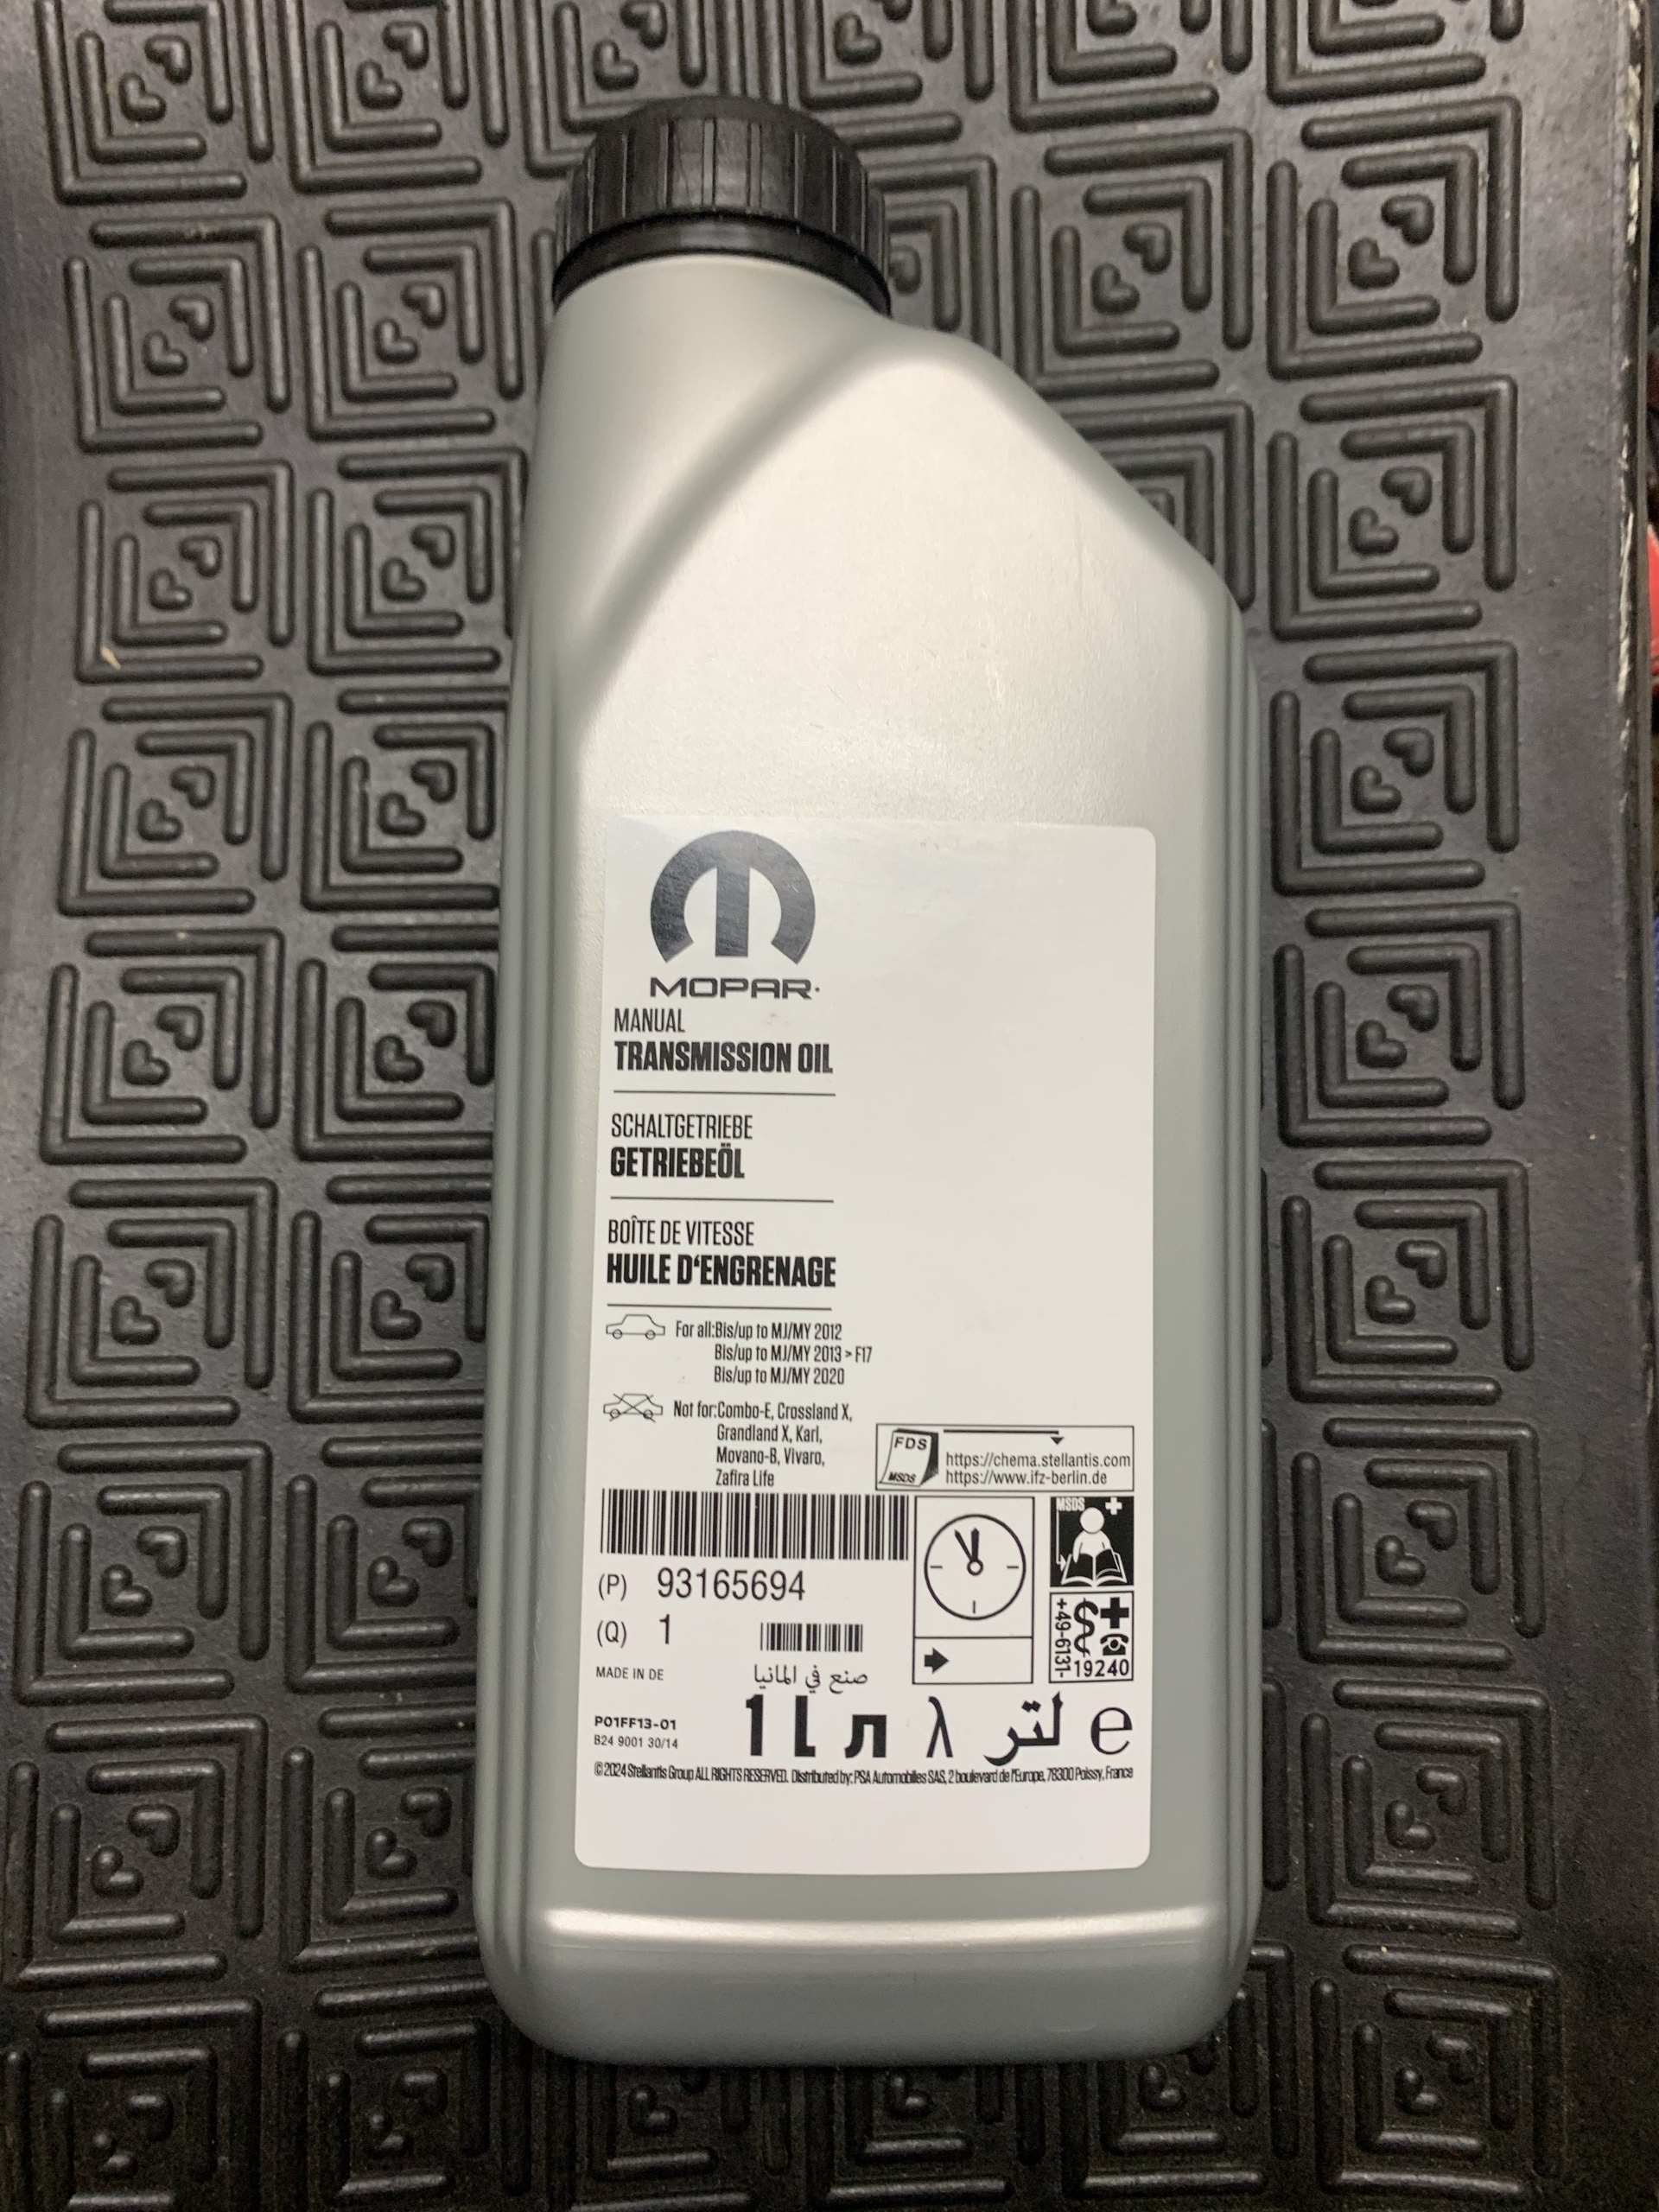 MOPAR
MANUAL
TRANSMISSION OIL
SCHALTGETRIEBE
GETRIEBEÖL
BOÎTE DE VITESSE
HUILE D'ENGRENAGE
For all:Bis/up to MJ/MY 2012
Bis/up to MJ/MY 2013 > F17
Bis/up to MJ/MY 2020
Not for:Combo-E, Crossland X,
Grandland X, Karl,
Movano-B, Vivaro,
Zafira Life
FDS
MSDS
https://chema.stellantis.com
https://www.ifz-berlin.de
MSDS
(P) 93165694
(Q) 1
+49-6131-19240
MADE IN DE
صنع في المانيا
P01FF13-01
B24 9001 30/14
1 L л λ لتر e
©2024 Stellantis Group ALL RIGHTS RESERVED. Distributed by: PSA Automobiles SAS, 2 boulevard de l'Europe, 78300 Poissy, France